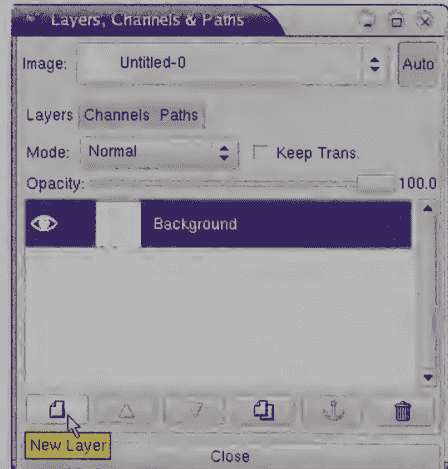 Layers, Channels & Paths
Image: Untitled-0 Auto
Layers Channels Paths
Mode: Normal Keep Trans.
Opacity: 100.0
Background
New Layer
Close